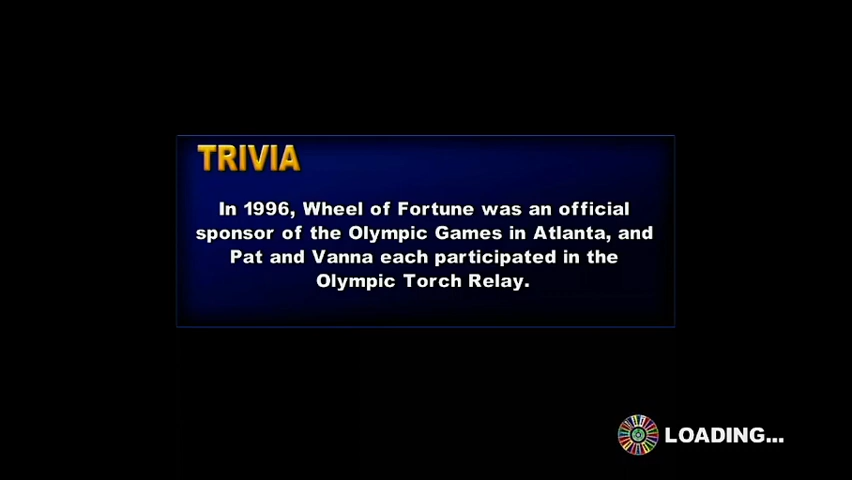 TRIVIA
In 1996, Wheel of Fortune was an official
sponsor of the Olympic Games in Atlanta, and
Pat and Vanna each participated in the
Olympic Torch Relay.
LOADING...